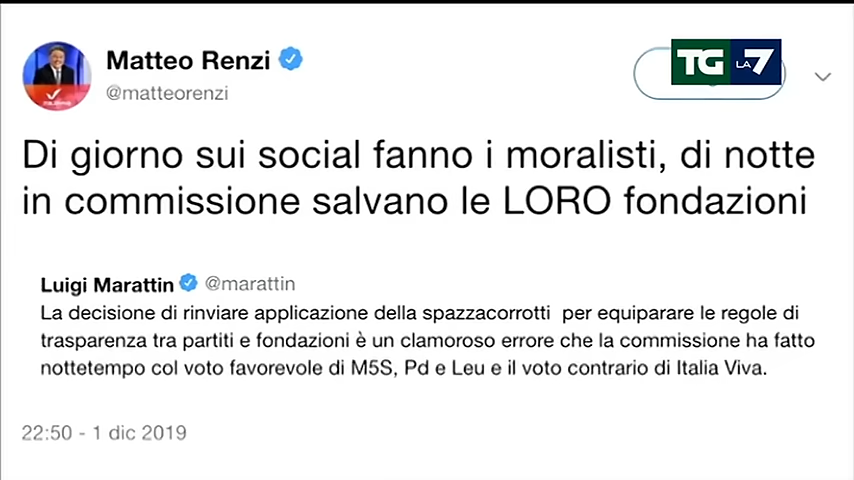 Matteo Renzi
@matteorenzi
TG LA 7
Di giorno sui social fanno i moralisti, di notte
in commissione salvano le LORO fondazioni
Luigi Marattin @marattin
La decisione di rinviare applicazione della spazzacorrotti per equiparare le regole di
trasparenza tra partiti e fondazioni è un clamoroso errore che la commissione ha fatto
nottetempo col voto favorevole di M5S, Pd e Leu e il voto contrario di Italia Viva.
22:50 - 1 dic 2019